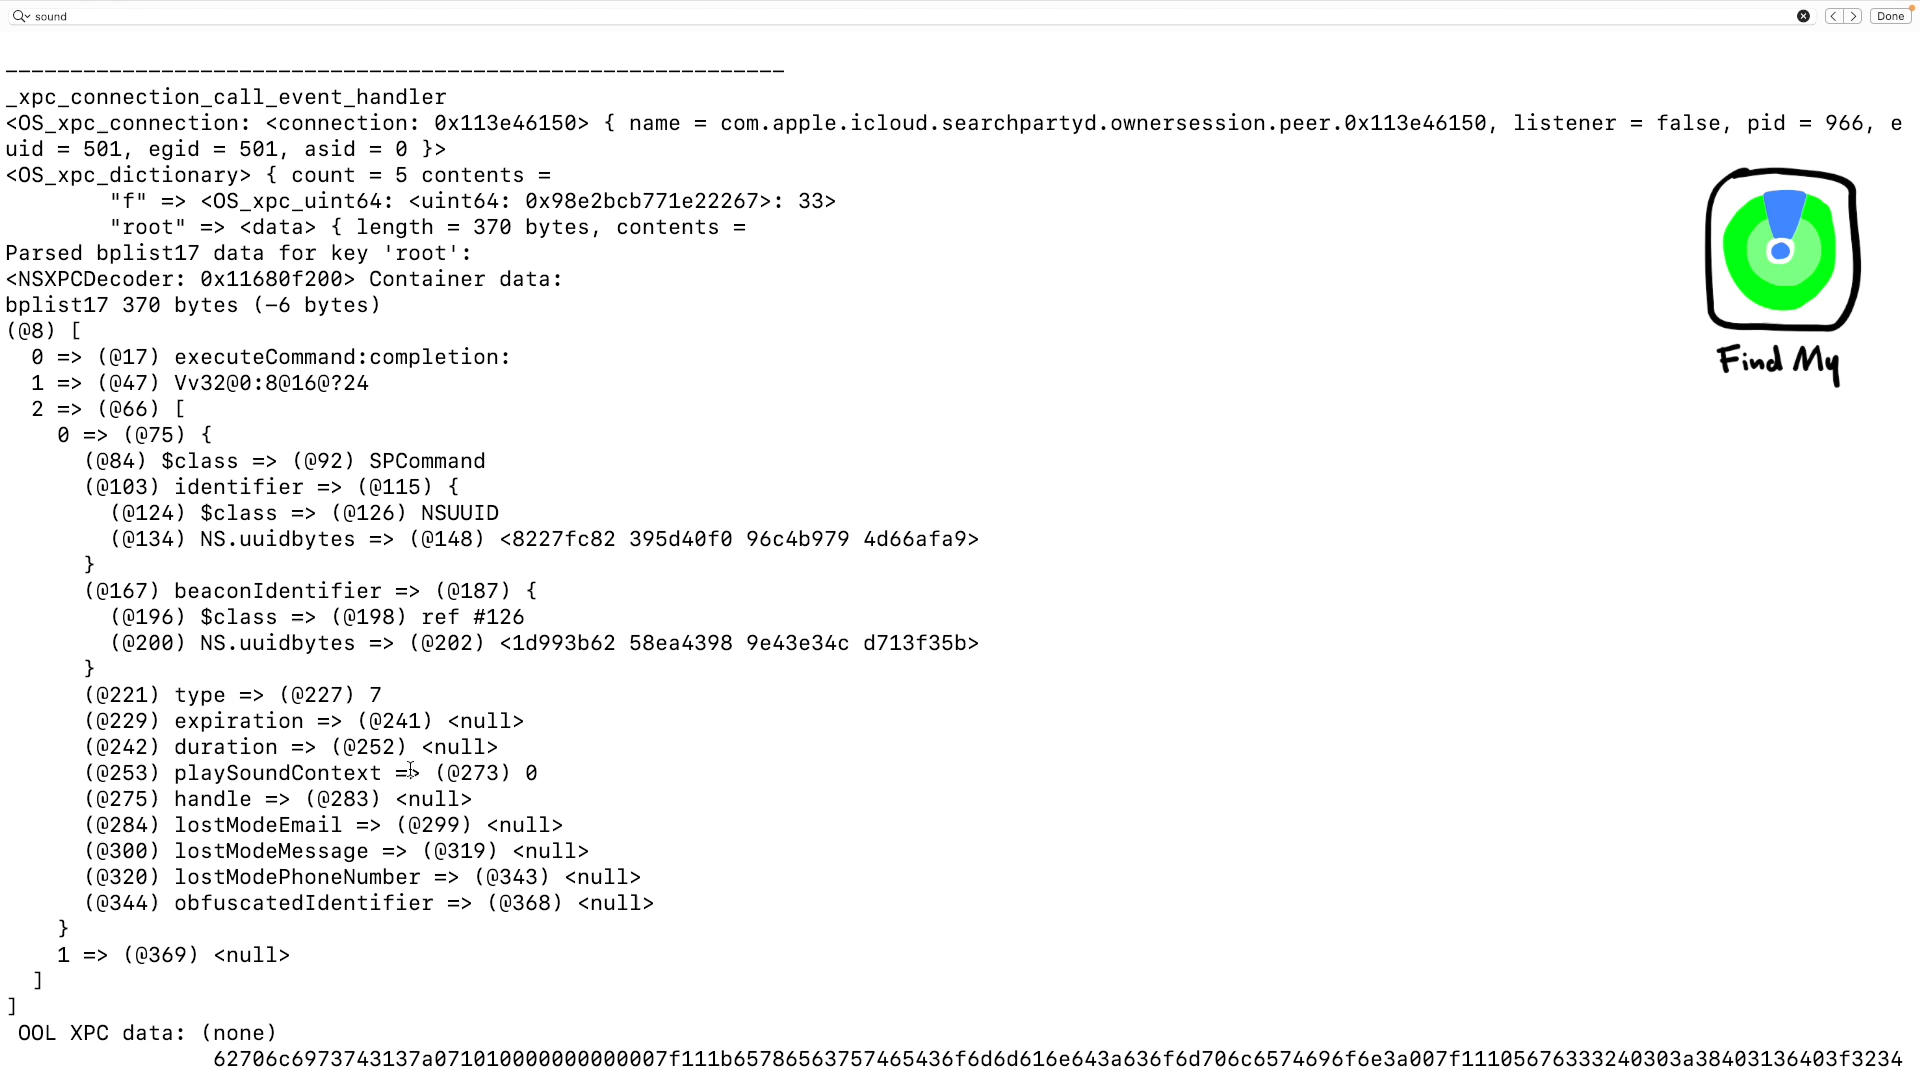 sound
Done
------------------------------------------------------------
_xpc_connection_call_event_handler
<OS_xpc_connection: <connection: 0x113e46150> { name = com.apple.icloud.searchpartyd.ownersession.peer.0x113e46150, listener = false, pid = 966, e
uid = 501, egid = 501, asid = 0 }>
<OS_xpc_dictionary> { count = 5 contents =
        "f" => <OS_xpc_uint64: <uint64: 0x98e2bcb771e22267>: 33>
        "root" => <data> { length = 370 bytes, contents =
Parsed bplist17 data for key 'root':
<NSXPCDecoder: 0x11680f200> Container data:
bplist17 370 bytes (-6 bytes)
(@8) [
  0 => (@17) executeCommand:completion:
  1 => (@47) Vv32@0:8@16@?24
  2 => (@66) [
    0 => (@75) {
      (@84) $class => (@92) SPCommand
      (@103) identifier => (@115) {
        (@124) $class => (@126) NSUUID
        (@134) NS.uuidbytes => (@148) <8227fc82 395d40f0 96c4b979 4d66afa9>
      }
      (@167) beaconIdentifier => (@187) {
        (@196) $class => (@198) ref #126
        (@200) NS.uuidbytes => (@202) <1d993b62 58ea4398 9e43e34c d713f35b>
      }
      (@221) type => (@227) 7
      (@229) expiration => (@241) <null>
      (@242) duration => (@252) <null>
      (@253) playSoundContext => (@273) 0
      (@275) handle => (@283) <null>
      (@284) lostModeEmail => (@299) <null>
      (@300) lostModeMessage => (@319) <null>
      (@320) lostModePhoneNumber => (@343) <null>
      (@344) obfuscatedIdentifier => (@368) <null>
    }
    1 => (@369) <null>
  ]
]
 OOL XPC data: (none)
                62706c6973743137a071010000000000007f111b65786563757465436f6d6d616e643a636f6d706c6574696f6e3a007f11105676333240303a38403136403f3234
Find My